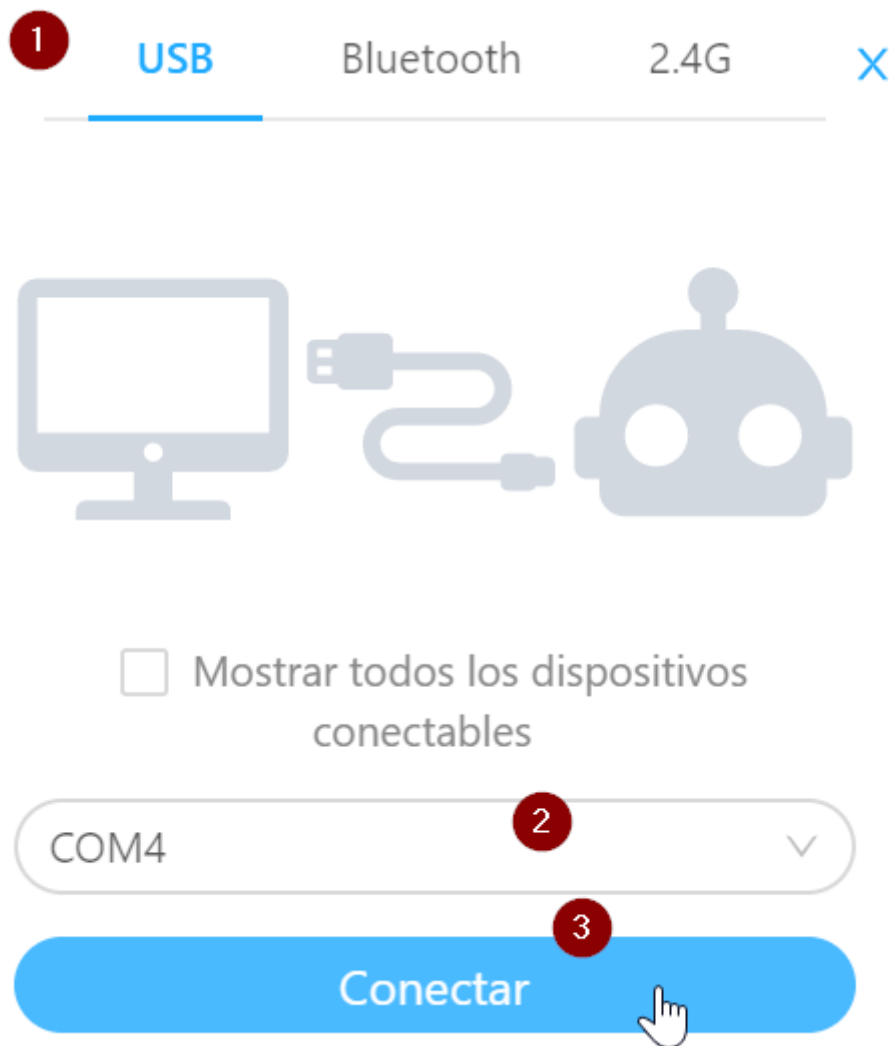 1 USB Bluetooth 2.4G X
Mostrar todos los dispositivos
conectables
COM4 2
3
Conectar